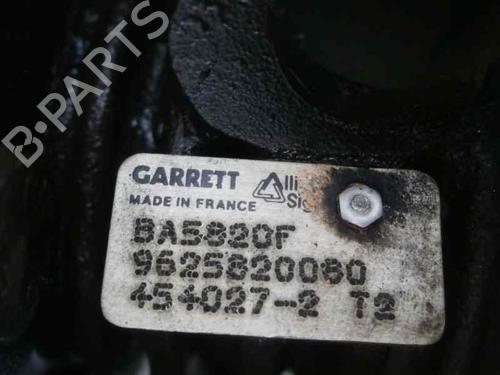 B-PARTS
GARRETT
MADE IN FRANCE
BA5820F
9625820080
454027-2 T2